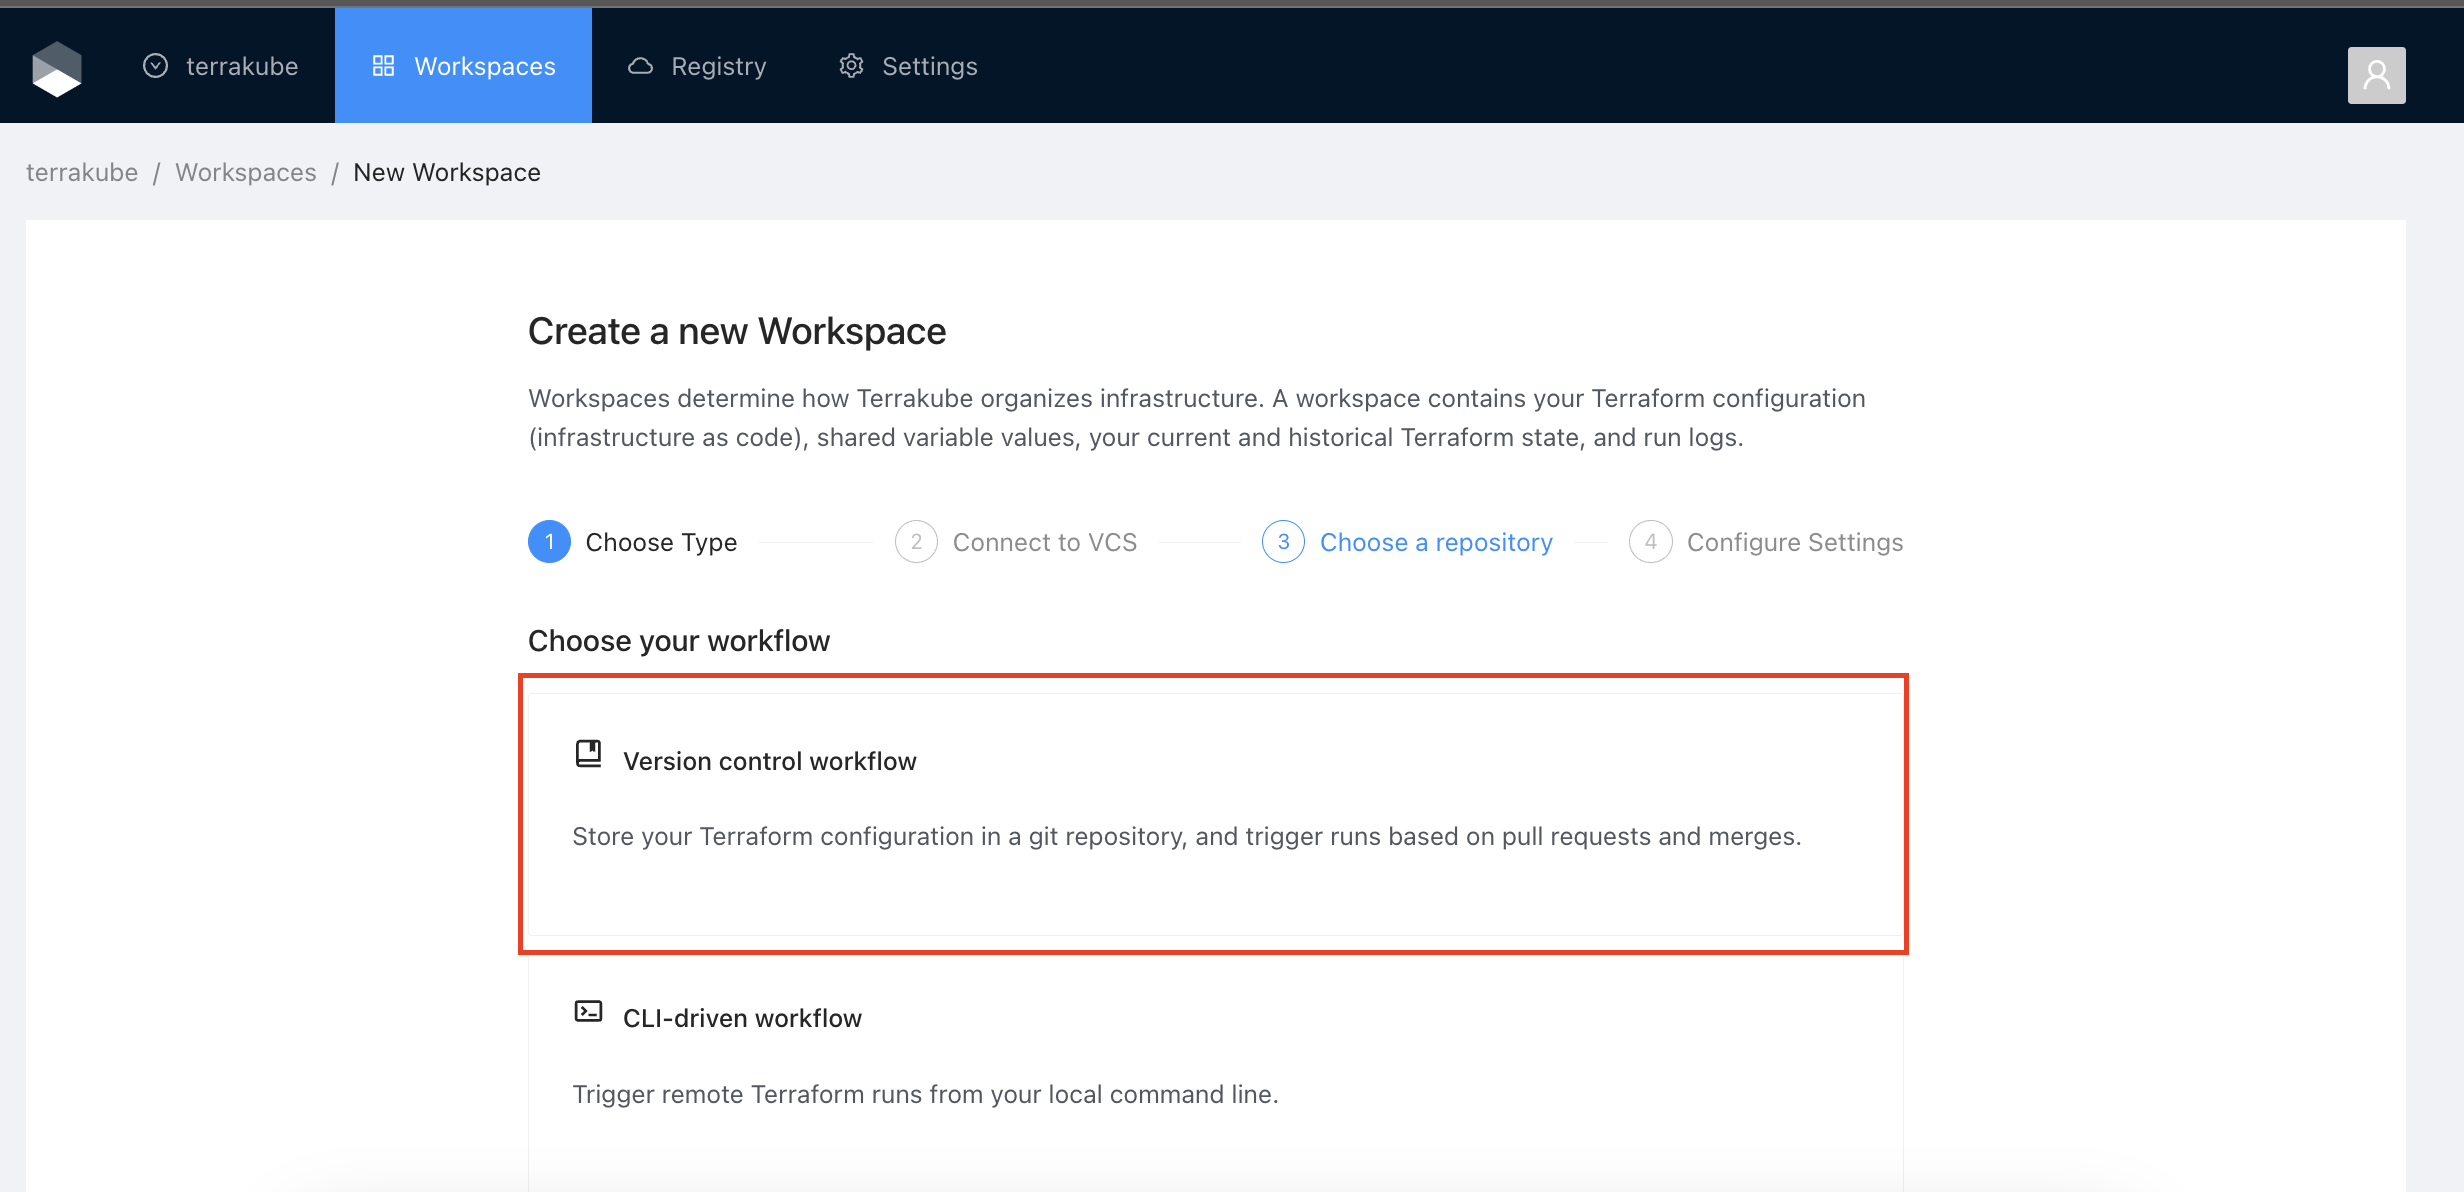 terrakube Workspaces Registry Settings
terrakube / Workspaces / New Workspace
Create a new Workspace
Workspaces determine how Terrakube organizes infrastructure. A workspace contains your Terraform configuration
(infrastructure as code), shared variable values, your current and historical Terraform state, and run logs.
1 Choose Type 2 Connect to VCS 3 Choose a repository 4 Configure Settings
Choose your workflow
Version control workflow
Store your Terraform configuration in a git repository, and trigger runs based on pull requests and merges.
CLI-driven workflow
Trigger remote Terraform runs from your local command line.